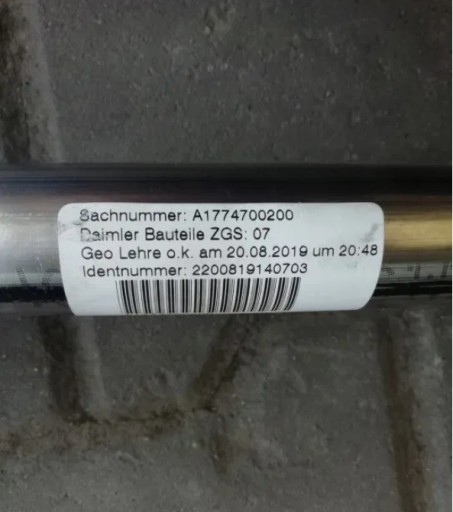 Sachnummer: A1774700200
Daimler Bauteile ZGS: 07
Geo Lehre o.k. am 20.08.2019 um 20:48
Identnummer: 2200819140703